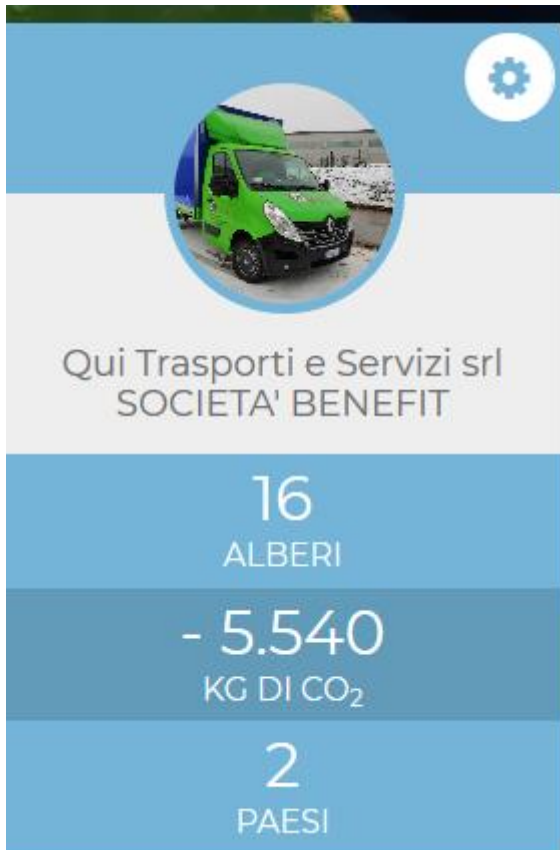 Qui Trasporti e Servizi srl
SOCIETA' BENEFIT
16
ALBERI
- 5.540
KG DI CO₂
2
PAESI